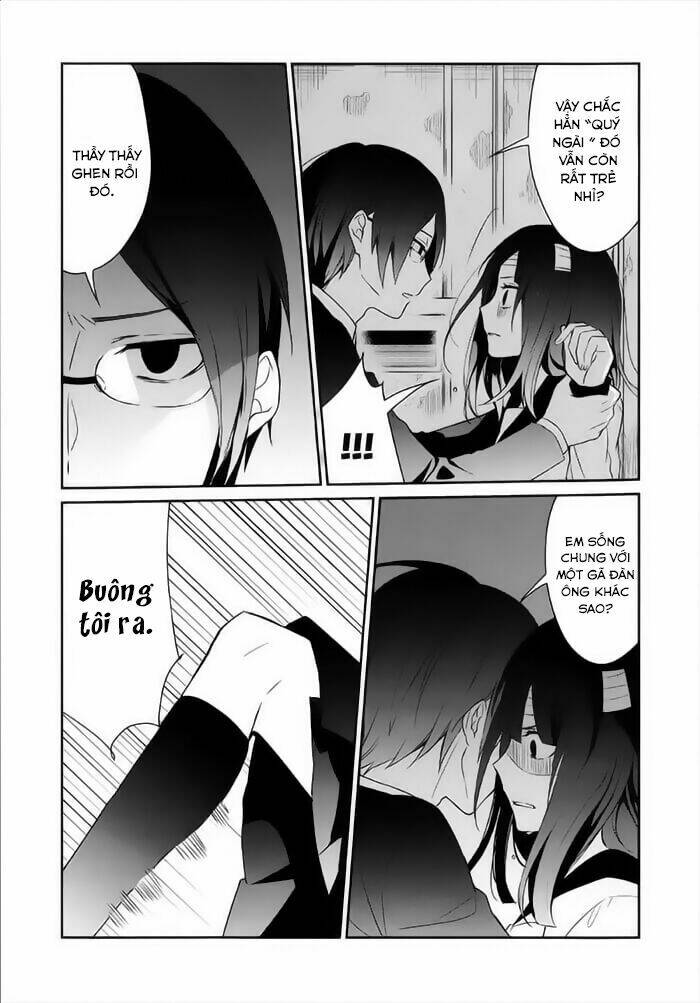 VẬY CHẮC
HẲN “QUÝ
NGÀI “ ĐÓ
VẪN CÒN
RẤT TRẺ
NHỈ?
THẦY THẤY
GHEN RỒI
ĐÓ.
!!!
EM SỐNG
CHUNG VỚI
MỘT GÃ ĐÀN
ÔNG KHÁC
SAO?
Buông
tôi ra.